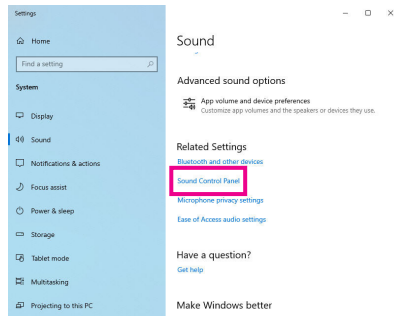 Settings
Home
Find a setting
System
Display
Sound
Notifications & actions
Focus assist
Power & sleep
Storage
Tablet mode
Multitasking
Projecting to this PC
Sound
Advanced sound options
App volume and device preferences
Customize app volumes and the speakers or devices they use.
Related Settings
Bluetooth and other devices
Sound Control Panel
Microphone privacy settings
Ease of Access audio settings
Have a question?
Get help
Make Windows better